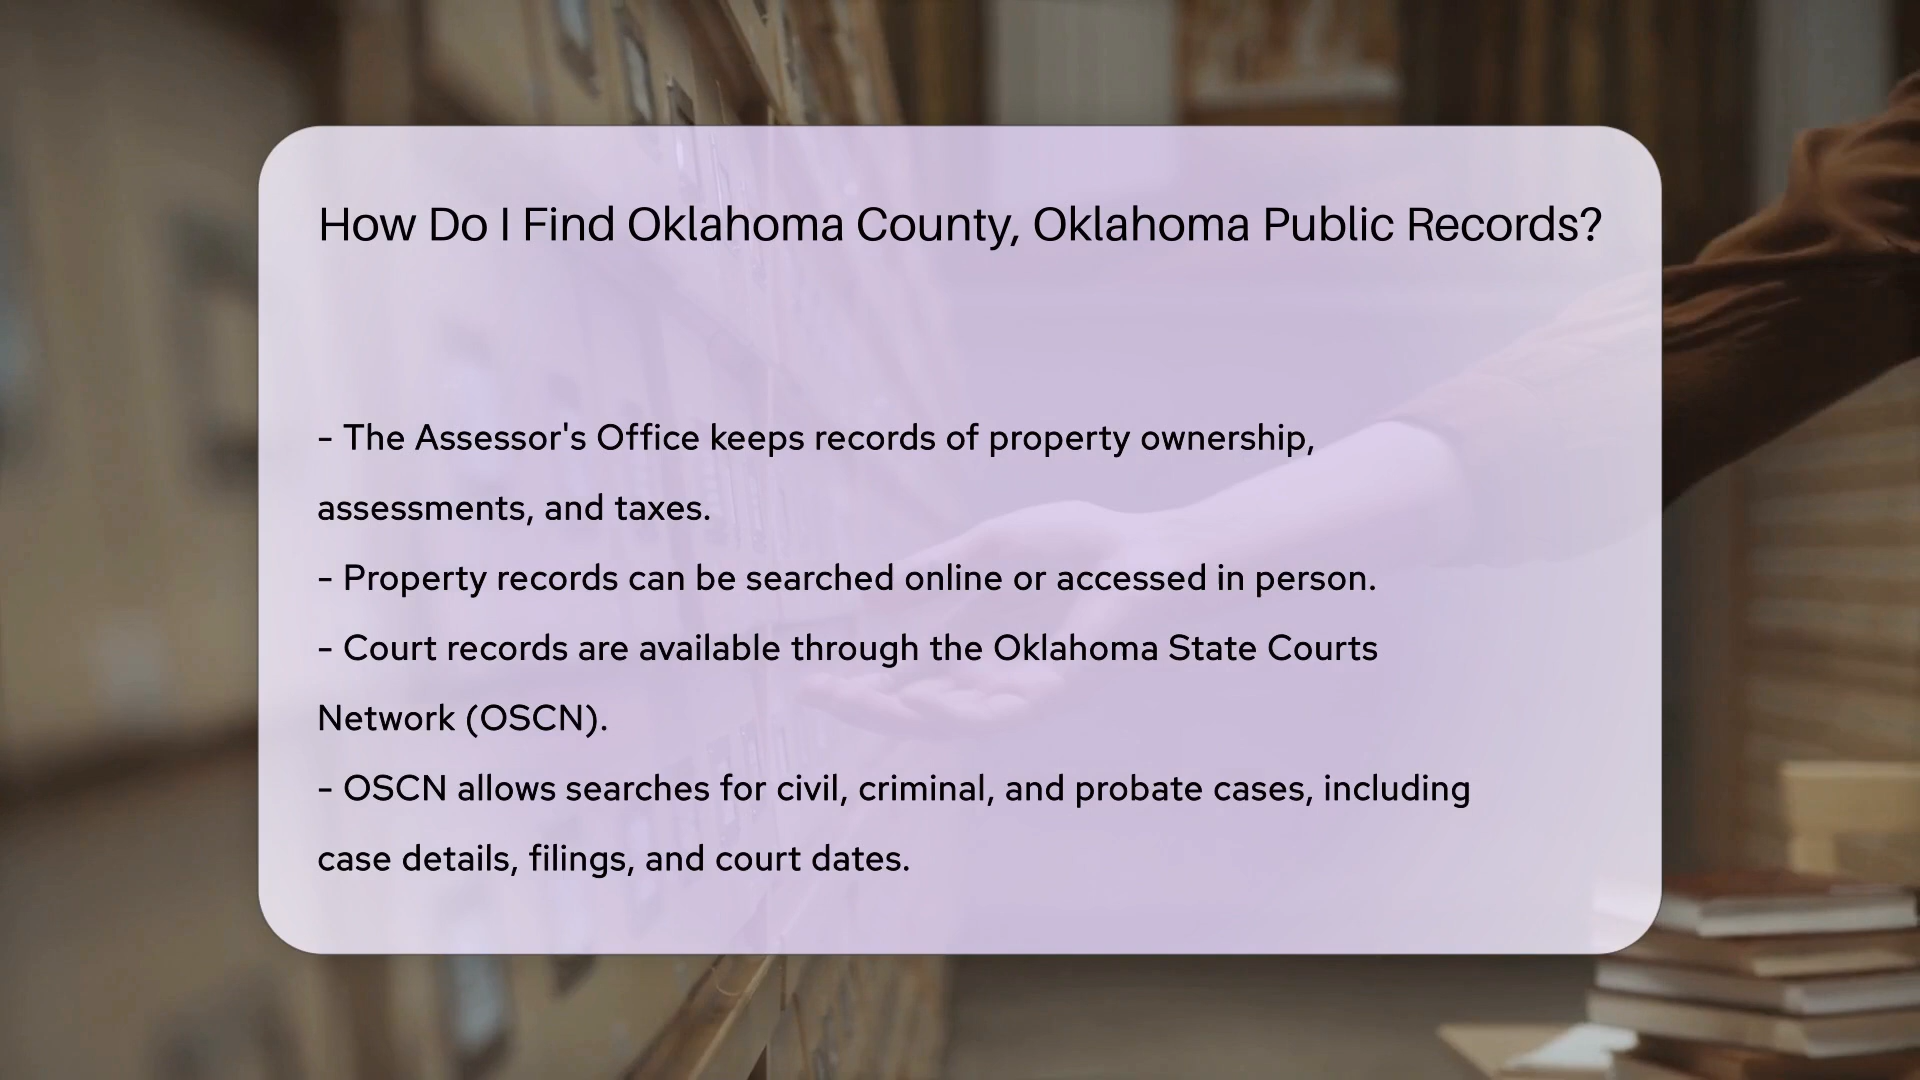 How Do I Find Oklahoma County, Oklahoma Public Records?
- The Assessor's Office keeps records of property ownership,
assessments, and taxes.
- Property records can be searched online or accessed in person.
- Court records are available through the Oklahoma State Courts
Network (OSCN).
- OSCN allows searches for civil, criminal, and probate cases, including
case details, filings, and court dates.